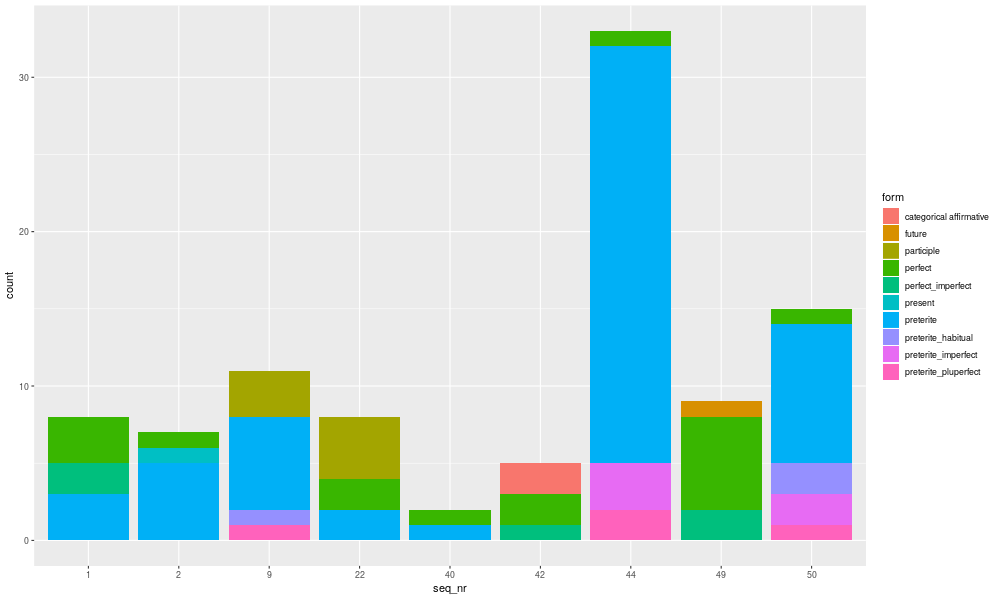 count
30
20
10
0
1 2 9 22 40 42 44 49 50
seq_nr
form
categorical affirmative
future
participle
perfect
perfect_imperfect
present
preterite
preterite_habitual
preterite_imperfect
preterite_pluperfect